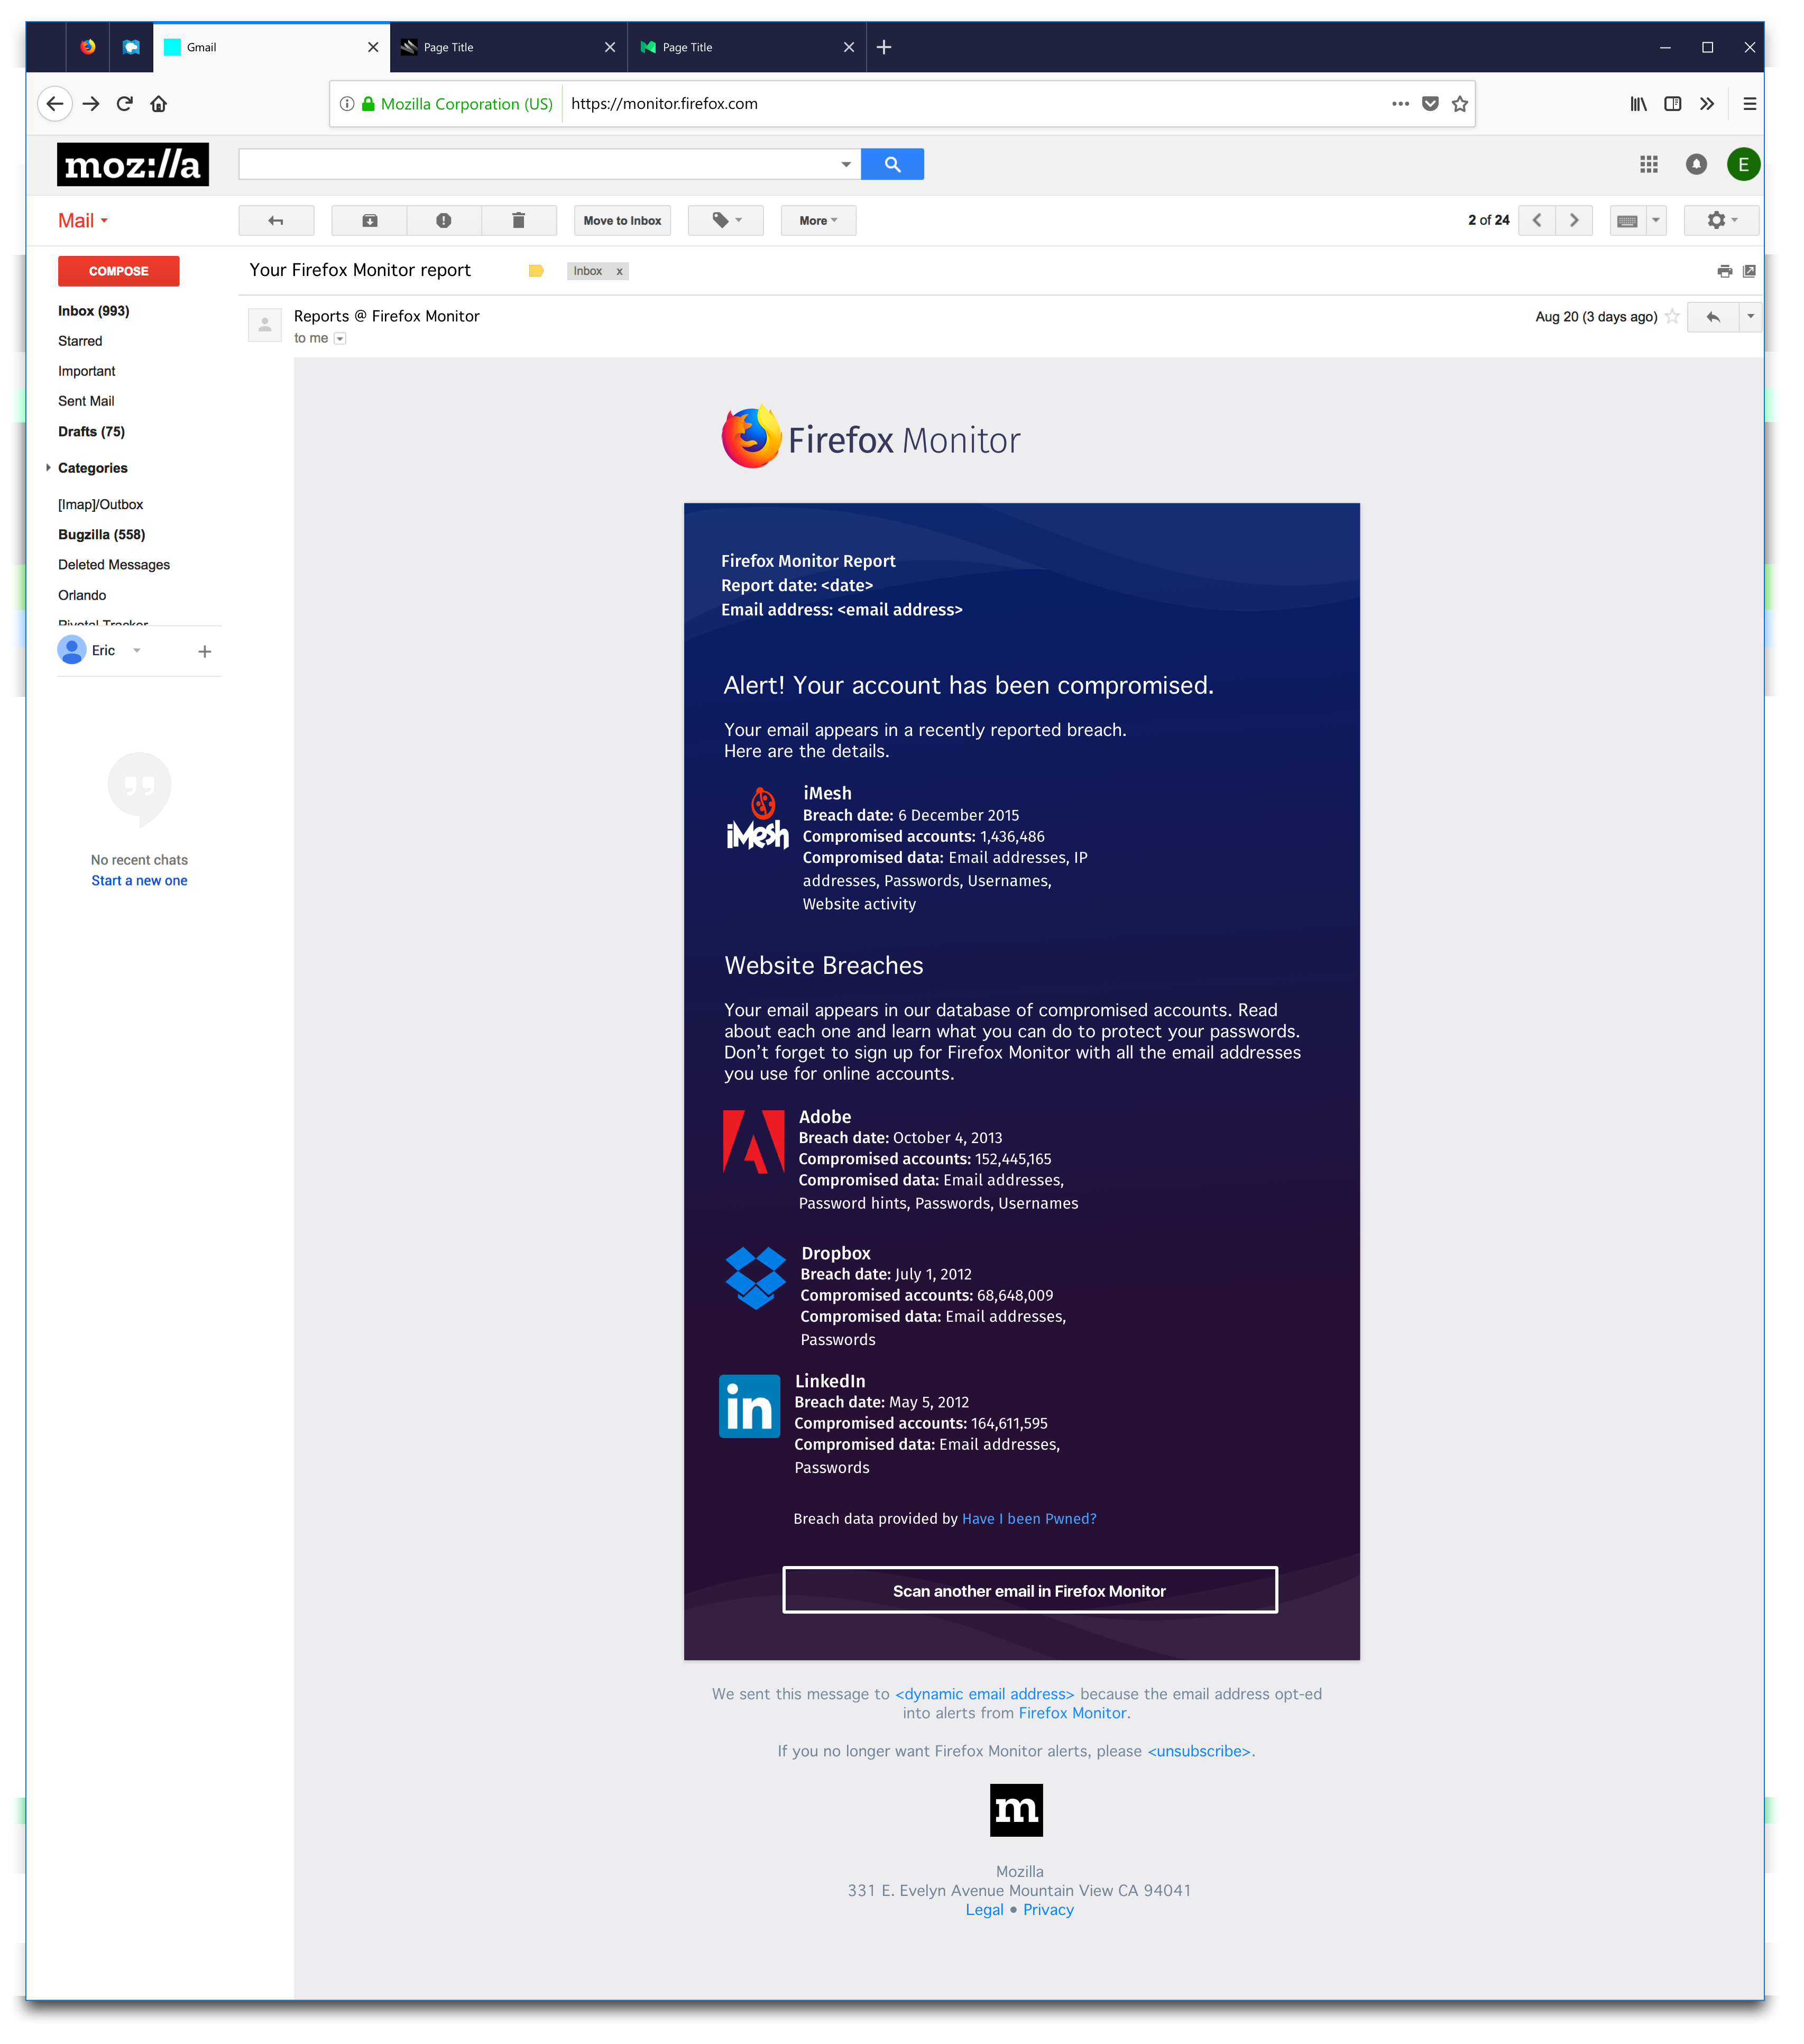 Gmail
Page Title
Page Title
Mozilla Corporation (US) https://monitor.firefox.com
moz://a
E
Mail
Move to Inbox
More
2 of 24
COMPOSE
Your Firefox Monitor report
Inbox x
Inbox (993)
Starred
Important
Sent Mail
Drafts (75)
Categories
[Imap]/Outbox
Bugzilla (558)
Deleted Messages
Orlando
Pivotal Tracker
Eric
No recent chats
Start a new one
Reports @ Firefox Monitor
to me
Aug 20 (3 days ago)
Firefox Monitor
Firefox Monitor Report
Report date: <date>
Email address: <email address>
Alert! Your account has been compromised.
Your email appears in a recently reported breach.
Here are the details.
iMesh
iMesh
Breach date: 6 December 2015
Compromised accounts: 1,436,486
Compromised data: Email addresses, IP
addresses, Passwords, Usernames,
Website activity
Website Breaches
Your email appears in our database of compromised accounts. Read
about each one and learn what you can do to protect your passwords.
Don’t forget to sign up for Firefox Monitor with all the email addresses
you use for online accounts.
Adobe
Breach date: October 4, 2013
Compromised accounts: 152,445,165
Compromised data: Email addresses,
Password hints, Passwords, Usernames
Dropbox
Breach date: July 1, 2012
Compromised accounts: 68,648,009
Compromised data: Email addresses,
Passwords
in
LinkedIn
Breach date: May 5, 2012
Compromised accounts: 164,611,595
Compromised data: Email addresses,
Passwords
Breach data provided by Have I been Pwned?
Scan another email in Firefox Monitor
We sent this message to <dynamic email address> because the email address opt-ed
into alerts from Firefox Monitor.
If you no longer want Firefox Monitor alerts, please <unsubscribe>.
m
Mozilla
331 E. Evelyn Avenue Mountain View CA 94041
Legal • Privacy